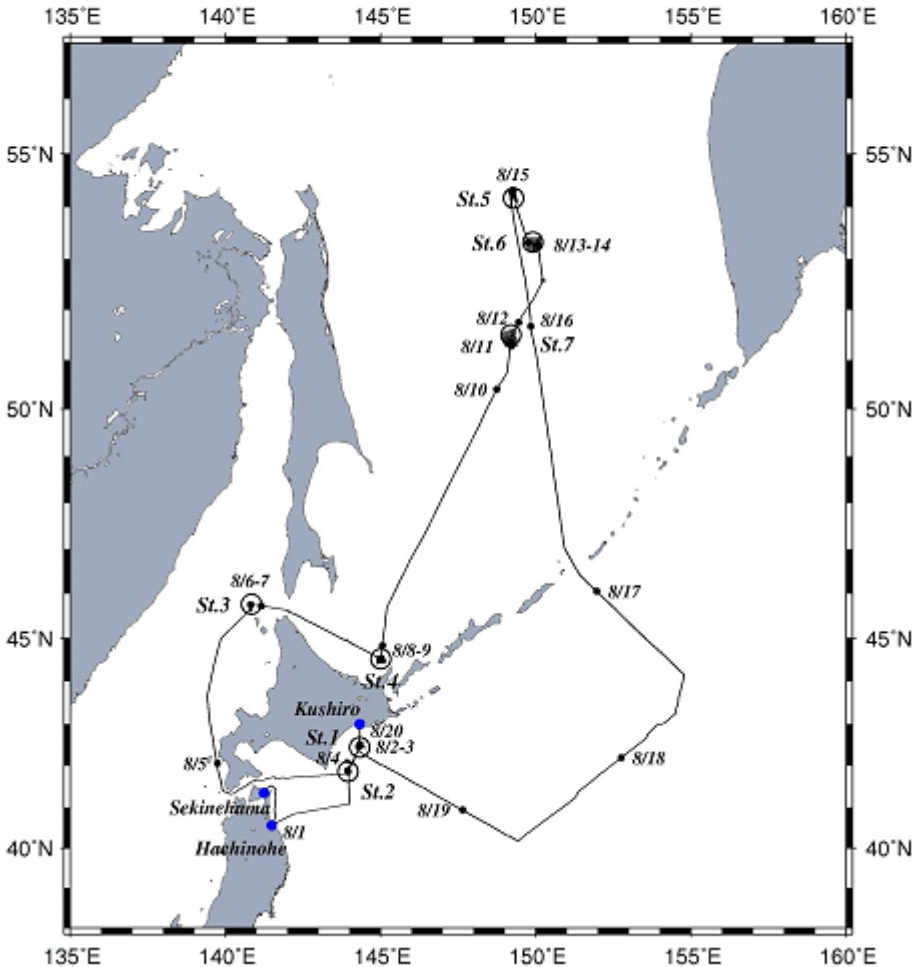 135˚E 140˚E 145˚E 150˚E 155˚E 160˚E
55˚N 55˚N
8/15
St.5
St.6 8/13-14
8/12 8/16
8/11 St.7
8/10
50˚N 50˚N
8/6-7
St.3
8/17
45˚N 45˚N
8/8-9
St.4
Kushiro
8/20
St.1 8/2-3
8/4
8/5
8/18
St.2
Sekinehama
8/19
8/1
Hachinohe
40˚N 40˚N
135˚E 140˚E 145˚E 150˚E 155˚E 160˚E